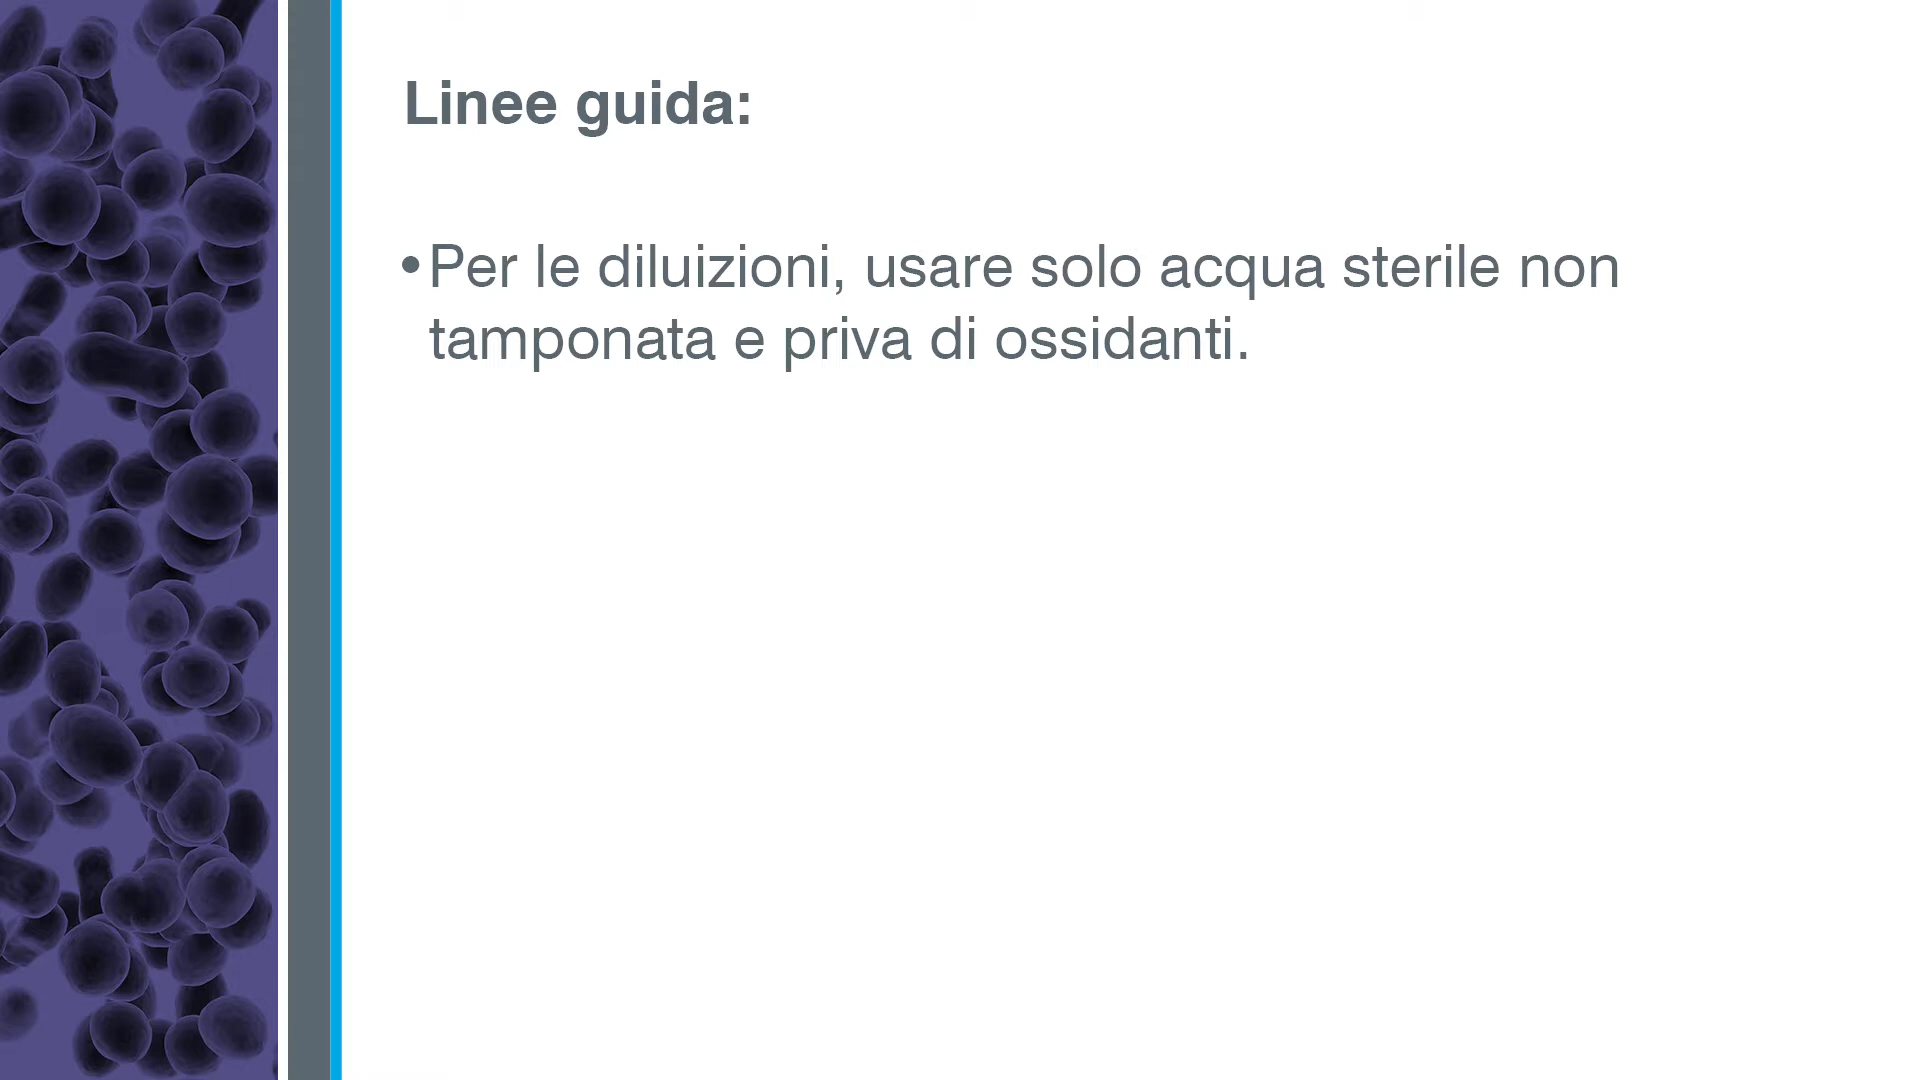 Linee guida:
•Per le diluizioni, usare solo acqua sterile non
tamponata e priva di ossidanti.